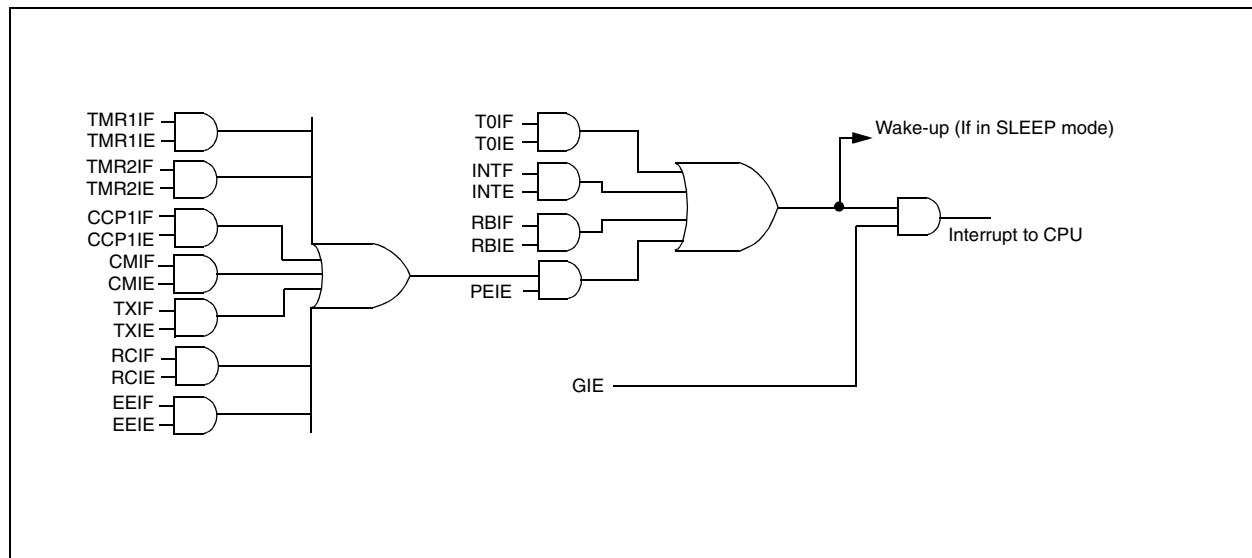 TMR1IF
TMR1IE
TMR2IF
TMR2IE
CCP1IF
CCP1IE
CMIF
CMIE
TXIF
TXIE
RCIF
RCIE
EEIF
EEIE
T0IF
T0IE
INTF
INTE
RBIF
RBIE
PEIE
GIE
Wake-up (If in SLEEP mode)
Interrupt to CPU